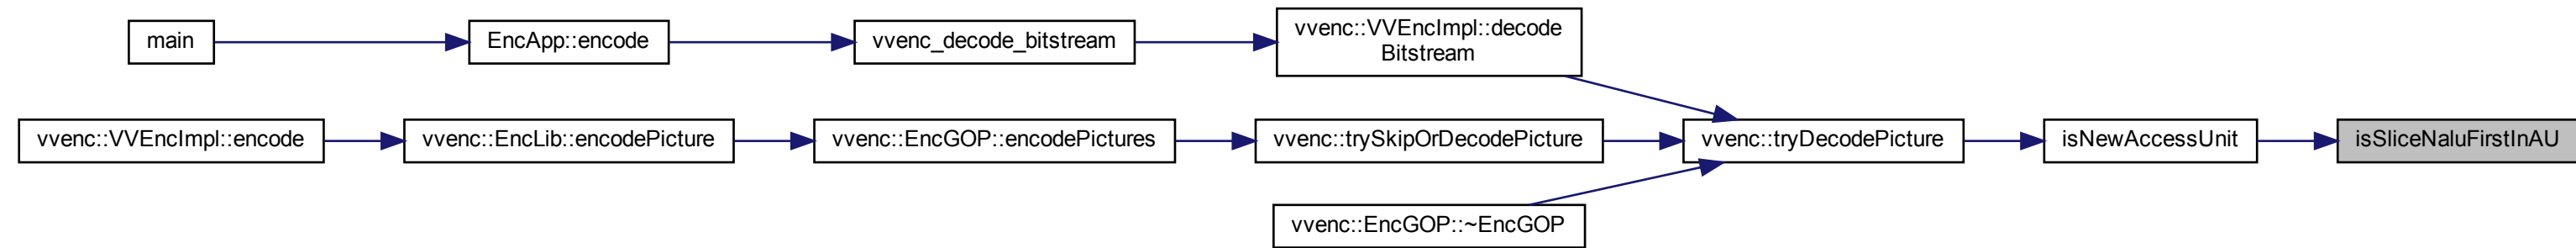 main
EncApp::encode
vvenc_decode_bitstream
vvenc::VVEncImpl::decode
Bitstream
vvenc::VVEncImpl::encode
vvenc::EncLib::encodePicture
vvenc::EncGOP::encodePictures
vvenc::trySkipOrDecodePicture
vvenc::tryDecodePicture
isNewAccessUnit
isSliceNaluFirstInAU
vvenc::EncGOP::~EncGOP